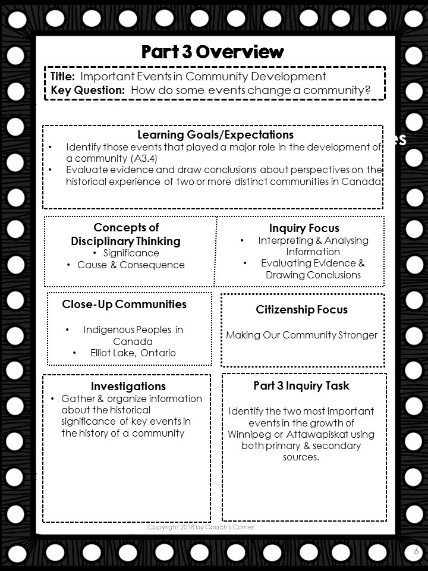 Part 3 Overview
Title: Important Events in Community Development
Key Question: How do some events change a community?
es
Learning Goals/Expectations
• Identify those events that played a major role in the development of
a community (A3.4)
• Evaluate evidence and draw conclusions about perspectives on the
historical experience of two or more distinct communities in Canada
Concepts of
Disciplinary Thinking
• Significance
• Cause & Consequence
Inquiry Focus
• Interpreting & Analysing
Information
• Evaluating Evidence &
Drawing Conclusions
Close-Up Communities
• Indigenous Peoples in
Canada
• Elliot Lake, Ontario
Citizenship Focus
Making Our Community Stronger
Investigations
• Gather & organize information
about the historical
significance of key events in
the history of a community
Part 3 Inquiry Task
Identify the two most important
events in the growth of
Winnipeg or Attawapiskat using
both primary & secondary
sources.
Copyright 2018 by Coach's Corner
6